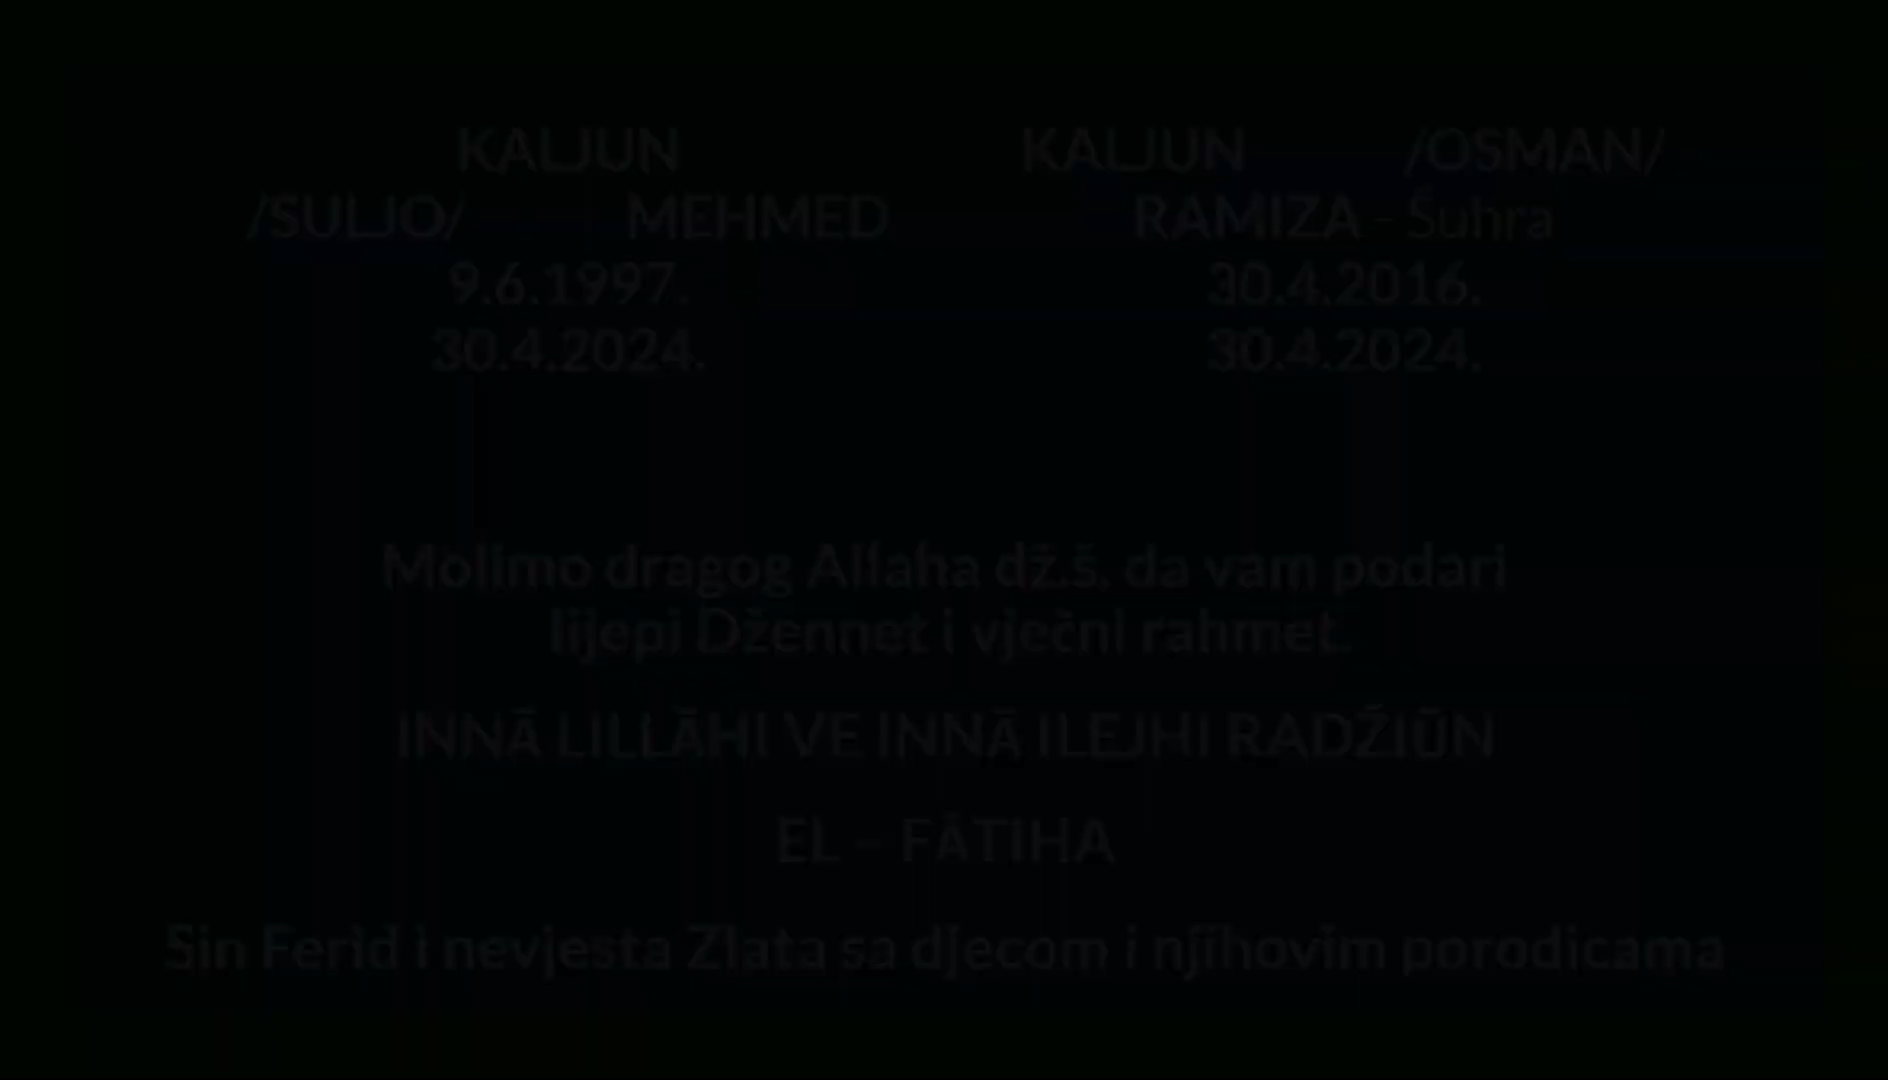 KALJUN
/SULJO/ MEHMED
9.6.1997.
30.4.2024.
KALJUN /OSMAN/
RAMIZA - Šuhra
30.4.2016.
30.4.2024.
Molimo dragog Allaha dž.š. da vam podari
lijepi Džennet i vječni rahmet.
INNĀ LILLĀHI VE INNĀ ILEJHI RADŽIŪN
EL – FĀTIHA
Sin Ferid i nevjesta Zlata sa djecom i njihovim porodicama